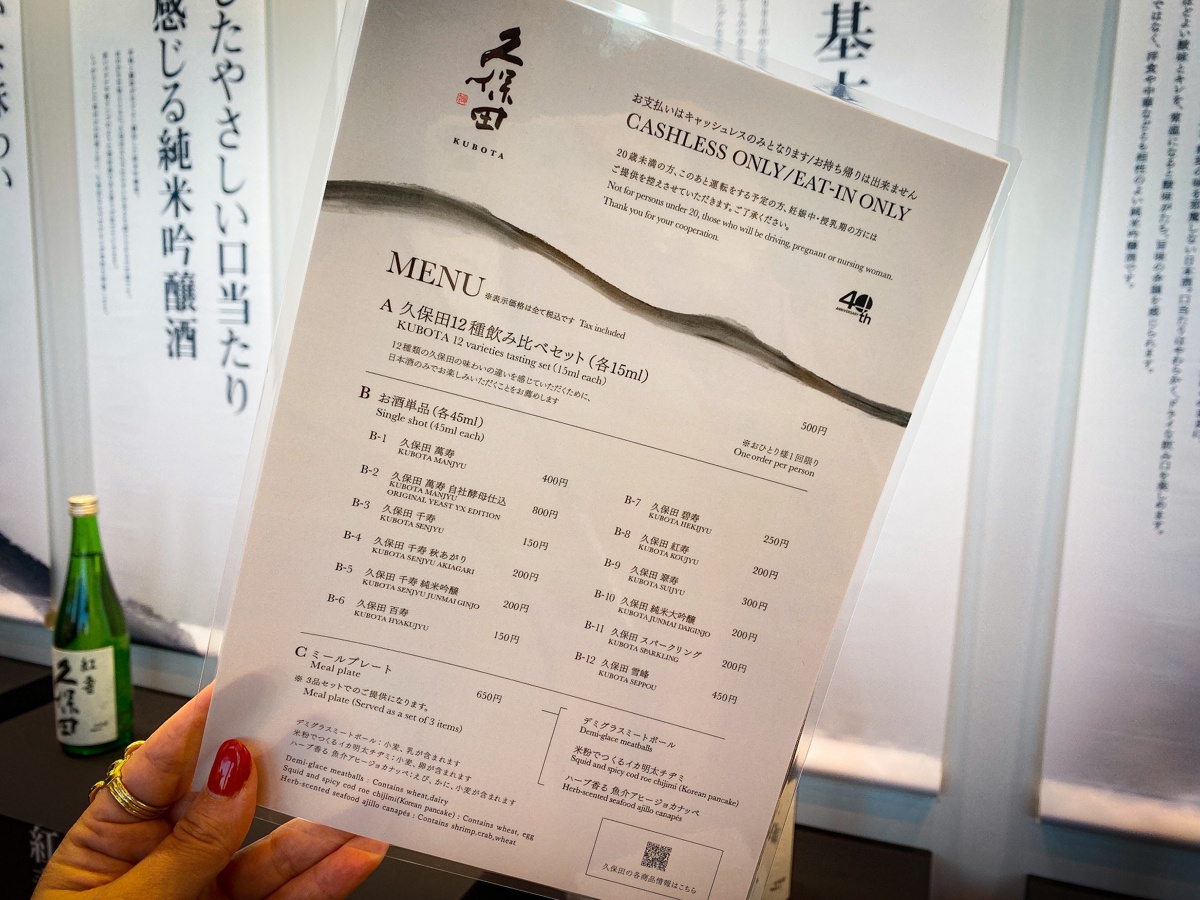 久保田
KUBOTA
お支払いはキャッシュレスのみとなります/お持ち帰りは出来ません
CASHLESS ONLY/EAT-IN ONLY
20歳未満の方、このあと運転をする予定の方、妊娠中・授乳期の方には
ご提供を控えさせていただきます。ご了承ください。
Not for persons under 20, those who will be driving, pregnant or nursing woman.
Thank you for your cooperation.
40th
ANNIVERSARY
MENU ※表示価格は全て税込です Tax included
A 久保田12種飲み比べセット（各15ml）
KUBOTA 12 varieties tasting set (15ml each)
12種類の久保田の味わいの違いを感じていただくために、
日本酒のみでお楽しみいただくことをお薦めします
500円
※おひとり様1回限り
One order per person
B お酒単品（各45ml）
Single shot (45ml each)
B-1 久保田 萬寿
KUBOTA MANJYU
400円
B-2 久保田 萬寿 自社酵母仕込
KUBOTA MANJYU
ORIGINAL YEAST YX EDITION
800円
B-3 久保田 千寿
KUBOTA SENJYU
150円
B-4 久保田 千寿 秋あがり
KUBOTA SENJYU AKIAGARI
200円
B-5 久保田 千寿 純米吟醸
KUBOTA SENJYU JUNMAI GINJO
200円
B-6 久保田 百寿
KUBOTA HYAKUJYU
150円
B-7 久保田 碧寿
KUBOTA HEKIJYU
250円
B-8 久保田 紅寿
KUBOTA KOUJYU
200円
B-9 久保田 翠寿
KUBOTA SUIJYU
300円
B-10 久保田 純米大吟醸
KUBOTA JUNMAI DAIGINJO
200円
B-11 久保田 スパークリング
KUBOTA SPARKLING
200円
B-12 久保田 雪峰
KUBOTA SEPPOU
450円
C ミールプレート
Meal plate
650円
※ 3品セットでのご提供になります。
Meal plate (Served as a set of 3 items)
デミグラスミートボール
Demi-glace meatballs
米粉でつくるイカ明太チヂミ
Squid and spicy cod roe chijimi (Korean pancake)
ハーブ香る 魚介アヒージョカナッペ
Herb-scented seafood ajillo canapés
デミグラスミートボール：小麦、乳が含まれます
米粉でつくるイカ明太チヂミ：小麦、卵が含まれます
ハーブ香る 魚介アヒージョカナッペ：えび、かに、小麦が含まれます
Demi-glace meatballs : Contains wheat,dairy
Squid and spicy cod roe chijimi(Korean pancake) : Contains wheat, egg
Herb-scented seafood ajillo canapés : Contains shrimp,crab,wheat
久保田の各商品情報はこちら
したやさしい口当たり
感じる純米吟醸酒
基本
紅寿
久保田
紅